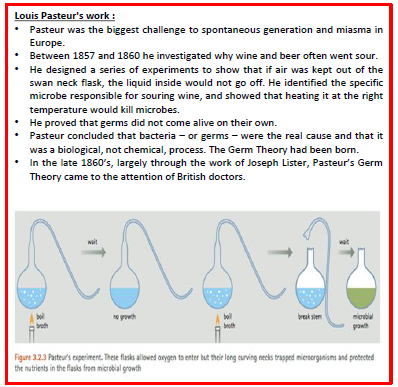 Louis Pasteur's work :
• Pasteur was the biggest challenge to spontaneous generation and miasma in
Europe.
• Between 1857 and 1860 he investigated why wine and beer often went sour.
• He designed a series of experiments to show that if air was kept out of the
swan neck flask, the liquid inside would not go off. He identified the specific
microbe responsible for souring wine, and showed that heating it at the right
temperature would kill microbes.
• He proved that germs did not come alive on their own.
• Pasteur concluded that bacteria – or germs – were the real cause and that it
was a biological, not chemical, process. The Germ Theory had been born.
• In the late 1860's, largely through the work of Joseph Lister, Pasteur's Germ
Theory came to the attention of British doctors.
wait
wait
boil
broth
no growth
boil
broth
break stem
microbial
growth
Figure 3.2.3 Pasteur's experiment. These flasks allowed oxygen to enter but their long curving necks trapped microorganisms and protected
the nutrients in the flasks from microbial growth